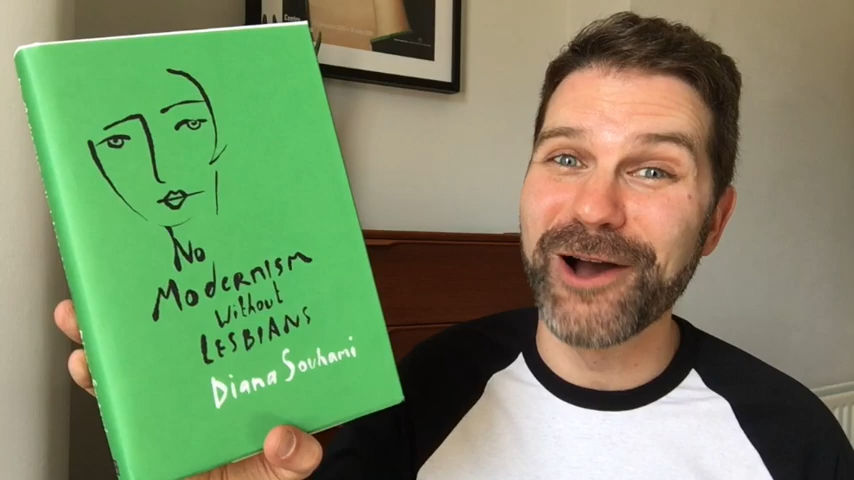 No
Modernism
Without
LESBIANS
Diana Souhami